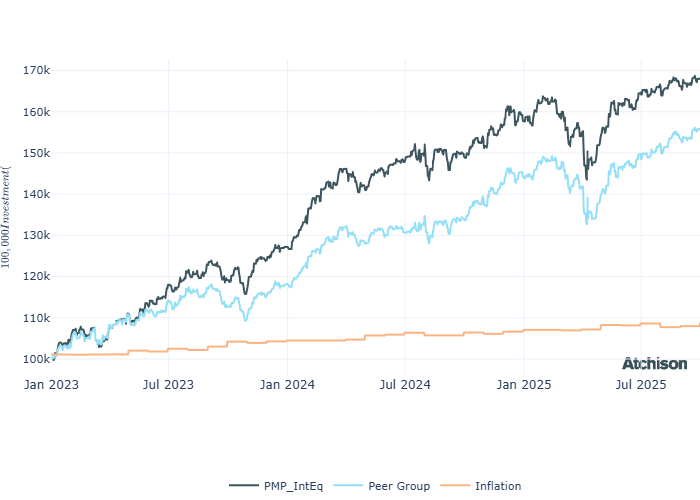 170k
160k
150k
140k
130k
120k
110k
100k
100,000Investment(
Jan 2023
Jul 2023
Jan 2024
Jul 2024
Jan 2025
Jul 2025
Atchison
PMP_IntEq
Peer Group
Inflation